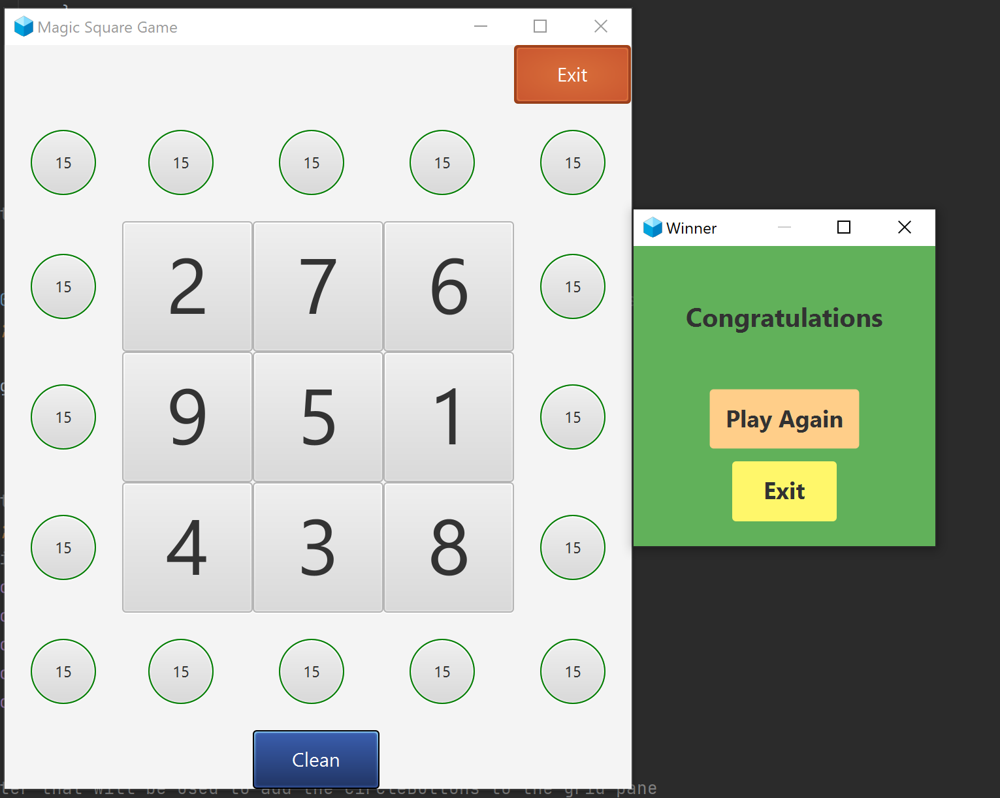 Magic Square Game
Exit
15 15 15 15 15
15 2 7 6 15
15 9 5 1 15
15 4 3 8 15
15 15 15 15 15
Clean
Winner
Congratulations
Play Again
Exit
that will be used to add the CircleButtons to the grid pane